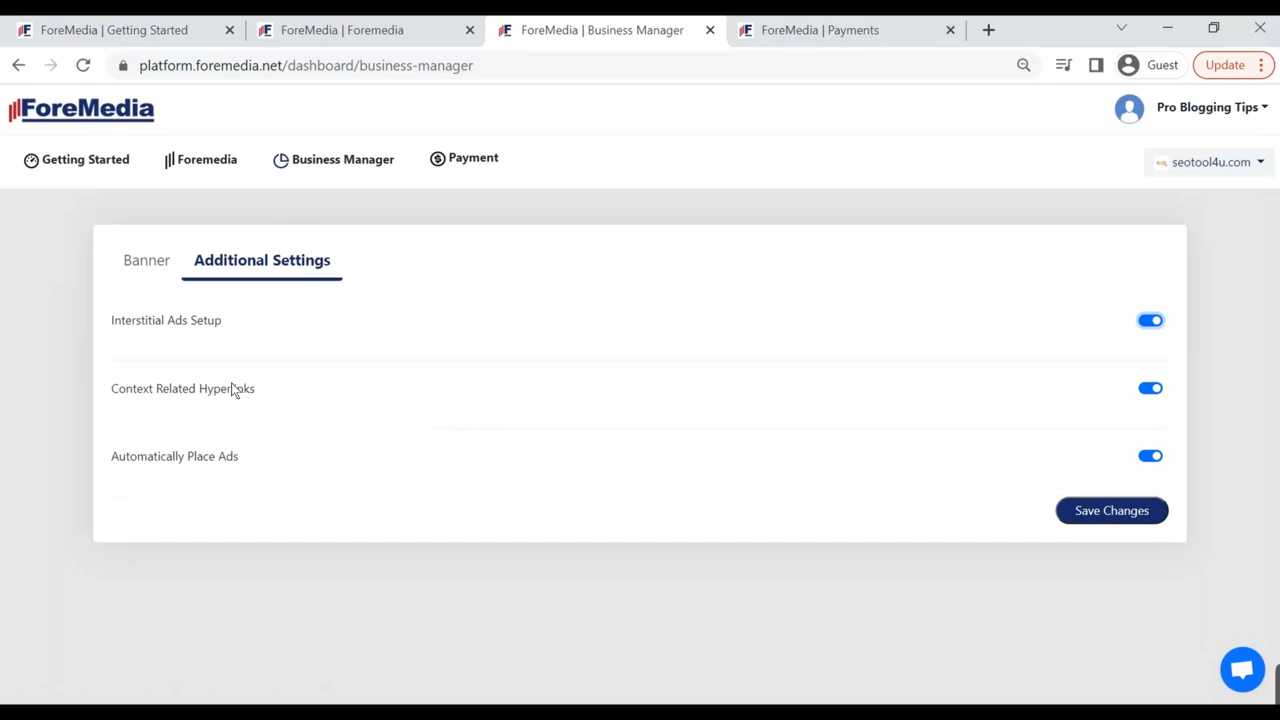 ForeMedia | Getting Started
ForeMedia | Foremedia
ForeMedia | Business Manager
ForeMedia | Payments
platform.foremedia.net/dashboard/business-manager
Guest
Update
ForeMedia
Pro Blogging Tips
Getting Started
Foremedia
Business Manager
Payment
seotool4u.com
Banner
Additional Settings
Interstitial Ads Setup
Context Related Hyperlinks
Automatically Place Ads
Save Changes